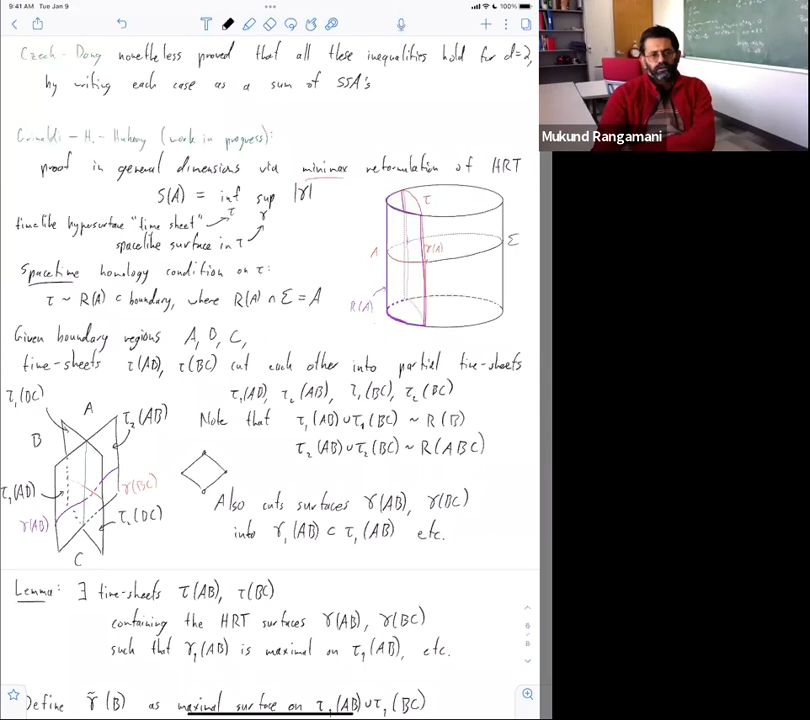 9:41 AM Tue Jan 9
100%
Czech - Dong nonetheless proved that all these inequalities hold for d=2,
by writing each case as a sum of SSA's
Grimaldi - H. - Hubeny (work in progress):
proof in general dimensions via minimax reformulation of HRT
S(A) = inf sup |γ|
τ γ
timelike hypersurface "time sheet"
spacelike surface in τ
Spacetime homology condition on τ:
τ ~ R(A) ⊂ boundary, where R(A) ∩ Σ = A
τ
A
γ(A)
Σ
R(A)
Given boundary regions A, B, C,
time-sheets τ(AB), τ(BC) cut each other into partial time-sheets
τ₁(AB), τ₂(AB), τ₁(BC), τ₂(BC)
Note that τ₁(AB) ∪ τ₁(BC) ~ R(B)
τ₂(AB) ∪ τ₂(BC) ~ R(ABC)
τ₁(BC)
A
τ₂(AB)
B
τ₁(AB)
γ(BC)
γ(AB)
τ₂(BC)
C
Also cuts surfaces γ(AB), γ(BC)
into γ₁(AB) ⊂ τ₁(AB) etc.
Lemma: ∃ time-sheets τ(AB), τ(BC)
containing the HRT surfaces γ(AB), γ(BC)
such that γ₁(AB) is maximal on τ₁(AB), etc.
Define γ̃(B) as maximal surface on τ₁(AB) ∪ τ₁(BC)
Mukund Rangamani